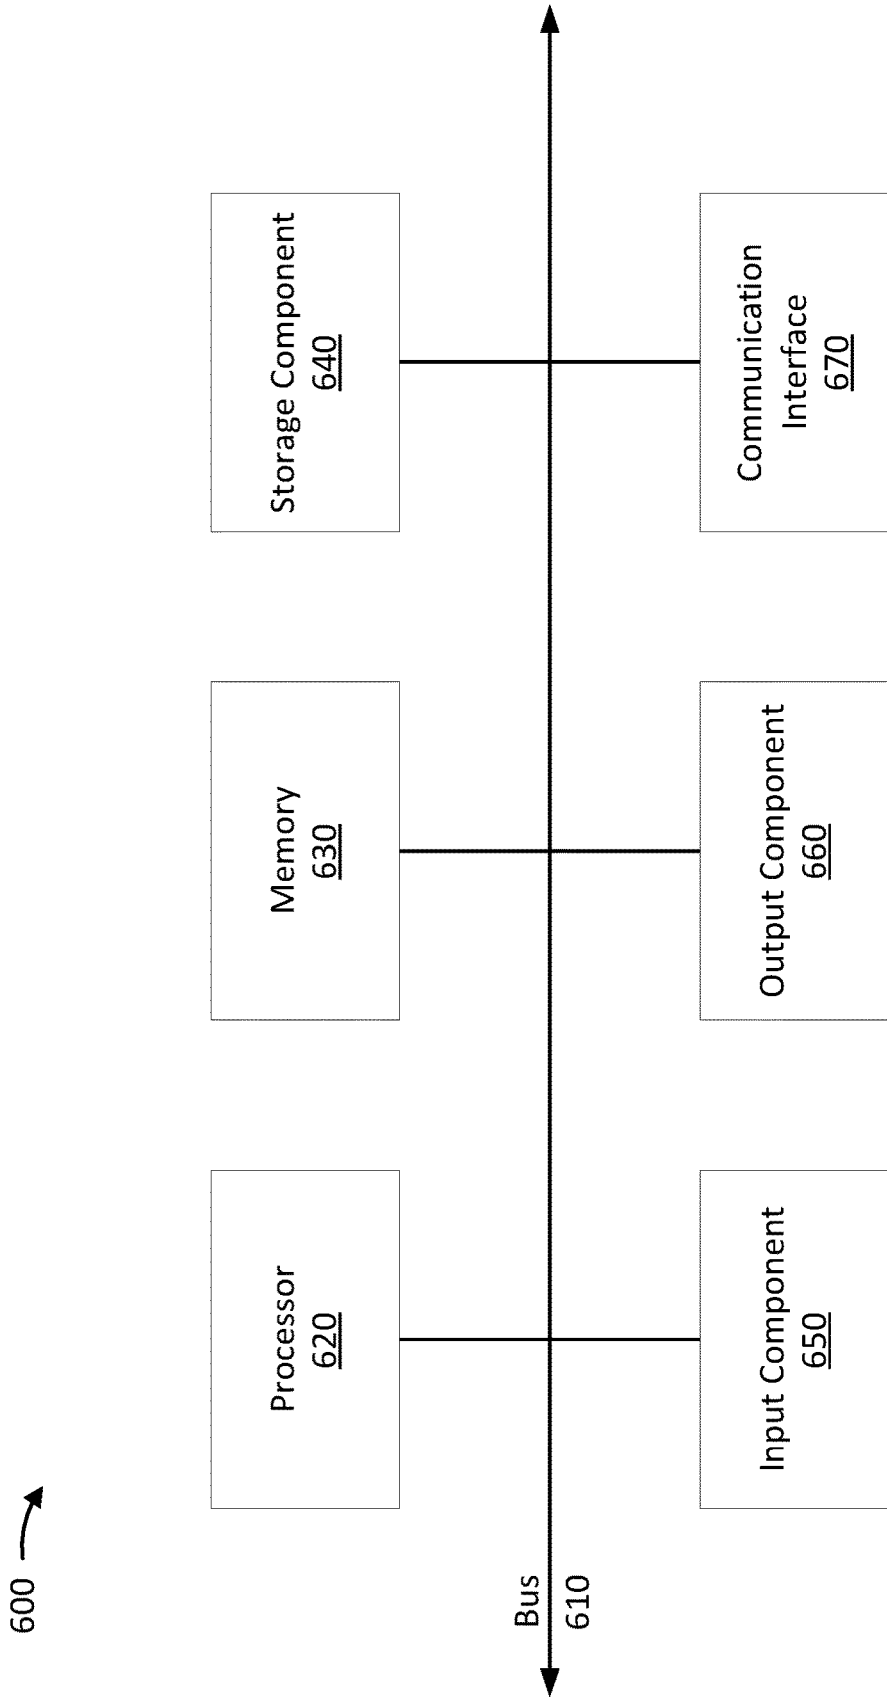 600
Processor
620
Memory
630
Storage Component
640
Bus
610
Input Component
650
Output Component
660
Communication
Interface
670